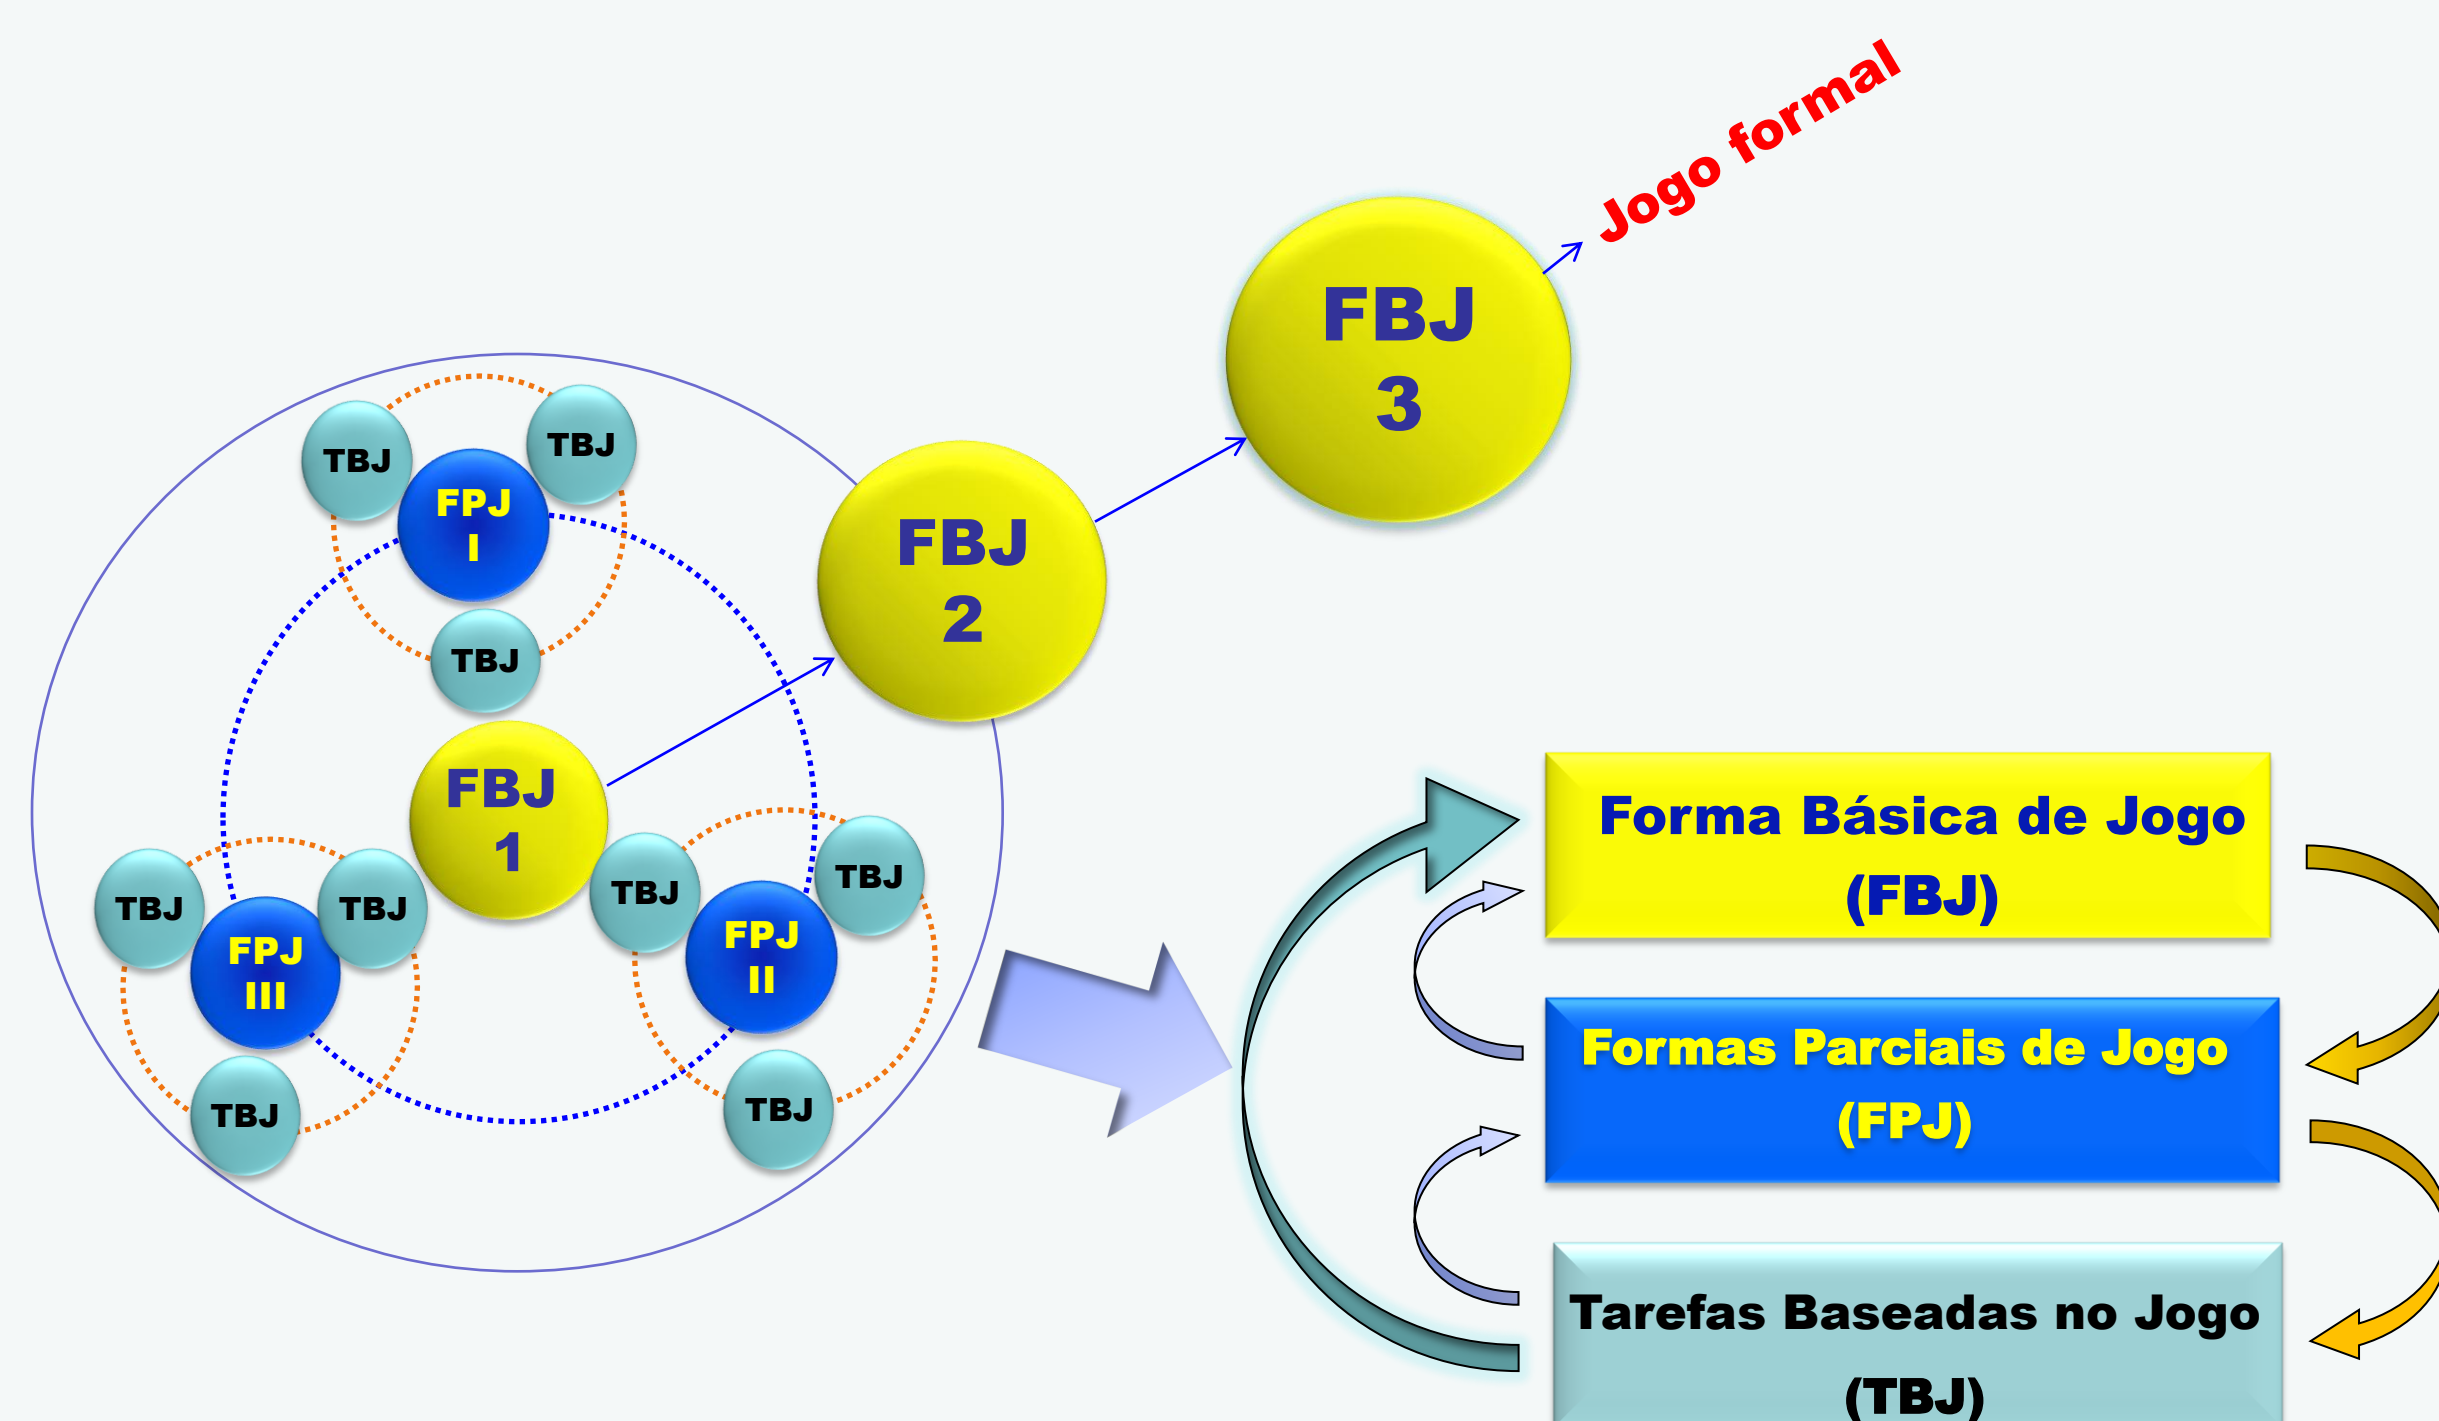 Jogo formal
FBJ
3
TBJ
TBJ
FPJ
I
TBJ
FBJ
2
FBJ
1
TBJ
TBJ
FPJ
III
TBJ
TBJ
TBJ
FPJ
II
TBJ
Forma Básica de Jogo
(FBJ)
Formas Parciais de Jogo
(FPJ)
Tarefas Baseadas no Jogo
(TBJ)